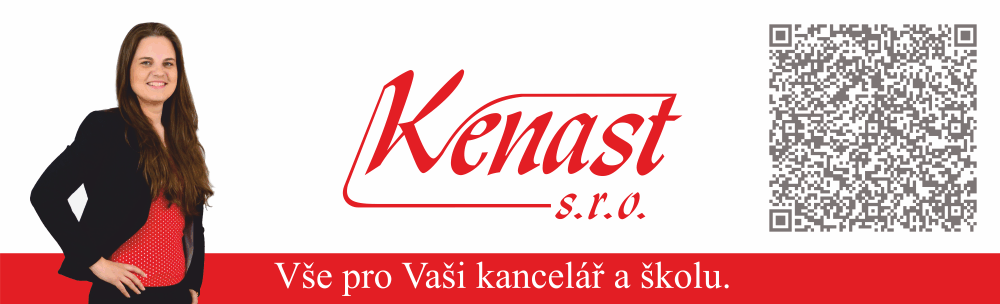 Kenast
s.r.o.
Vše pro Vaši kancelář a školu.